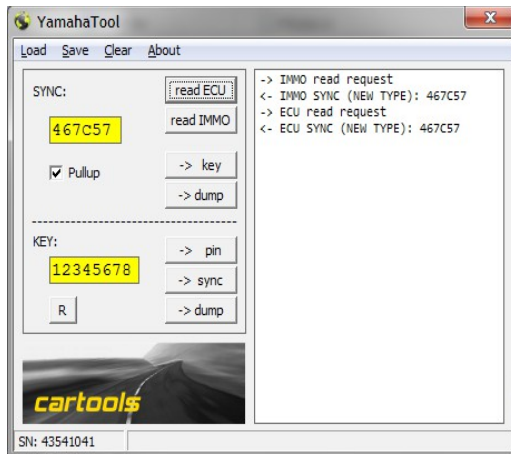 YamahaTool
X
Load Save Clear About
SYNC:
read ECU
467C57
read IMMO
Pullup
-> key
-> dump
KEY:
-> pin
12345678
-> sync
R
-> dump
cartools
SN: 43541041
-> IMMO read request
<- IMMO SYNC (NEW TYPE): 467C57
-> ECU read request
<- ECU SYNC (NEW TYPE): 467C57